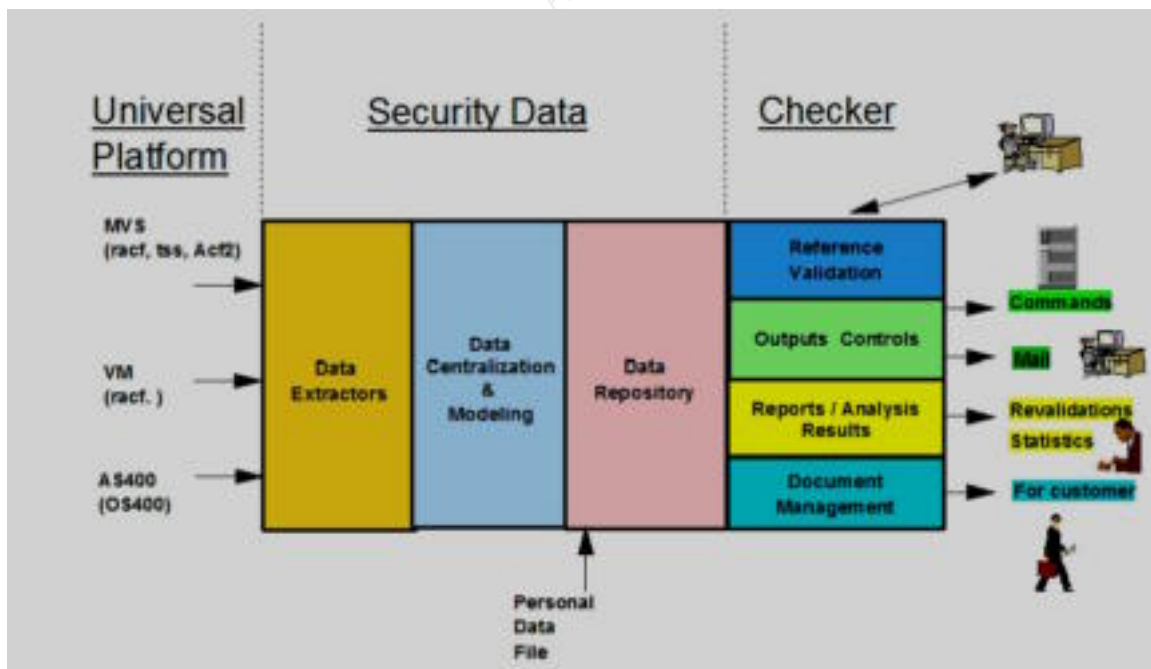 Universal
Platform
Security Data
Checker
MVS
(racf, tss, Acf2)
VM
(racf. )
AS400
(OS400)
Data
Extractors
Data
Centralization
&
Modeling
Data
Repository
Reference
Validation
Outputs Controls
Reports / Analysis
Results
Document
Management
Commands
Mail
Revalidations
Statistics
For customer
Personal
Data
File